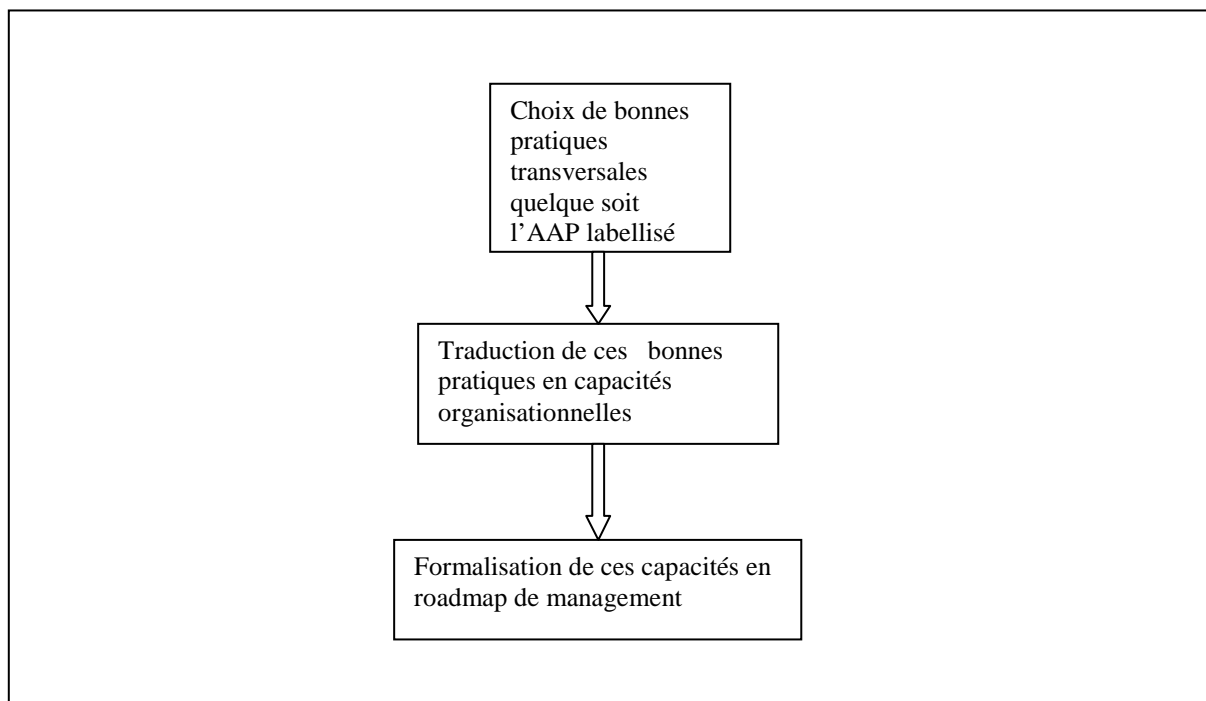 Choix de bonnes
pratiques
transversales
quelque soit
l’AAP labellisé
Traduction de ces bonnes
pratiques en capacités
organisationnelles
Formalisation de ces capacités en
roadmap de management